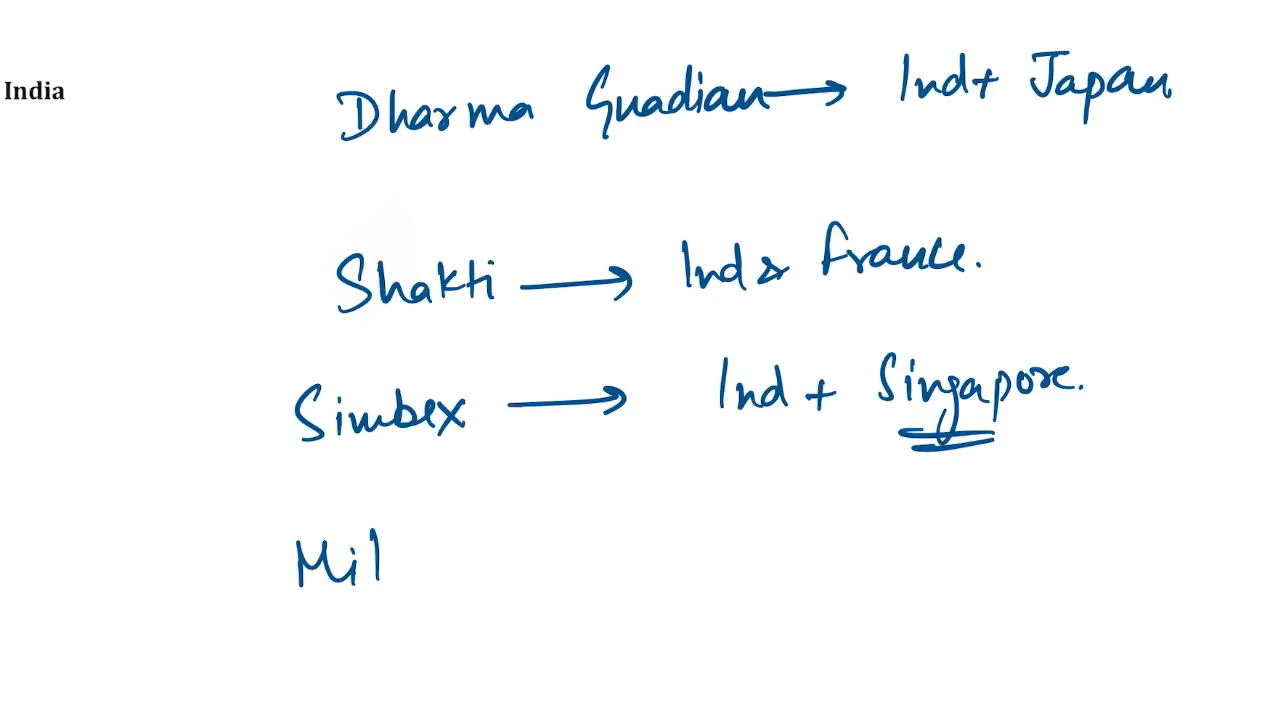 India
Dharma Guadian → Ind + Japan
Shakti → Ind & France.
Simbex → Ind + Singapore.
Mil